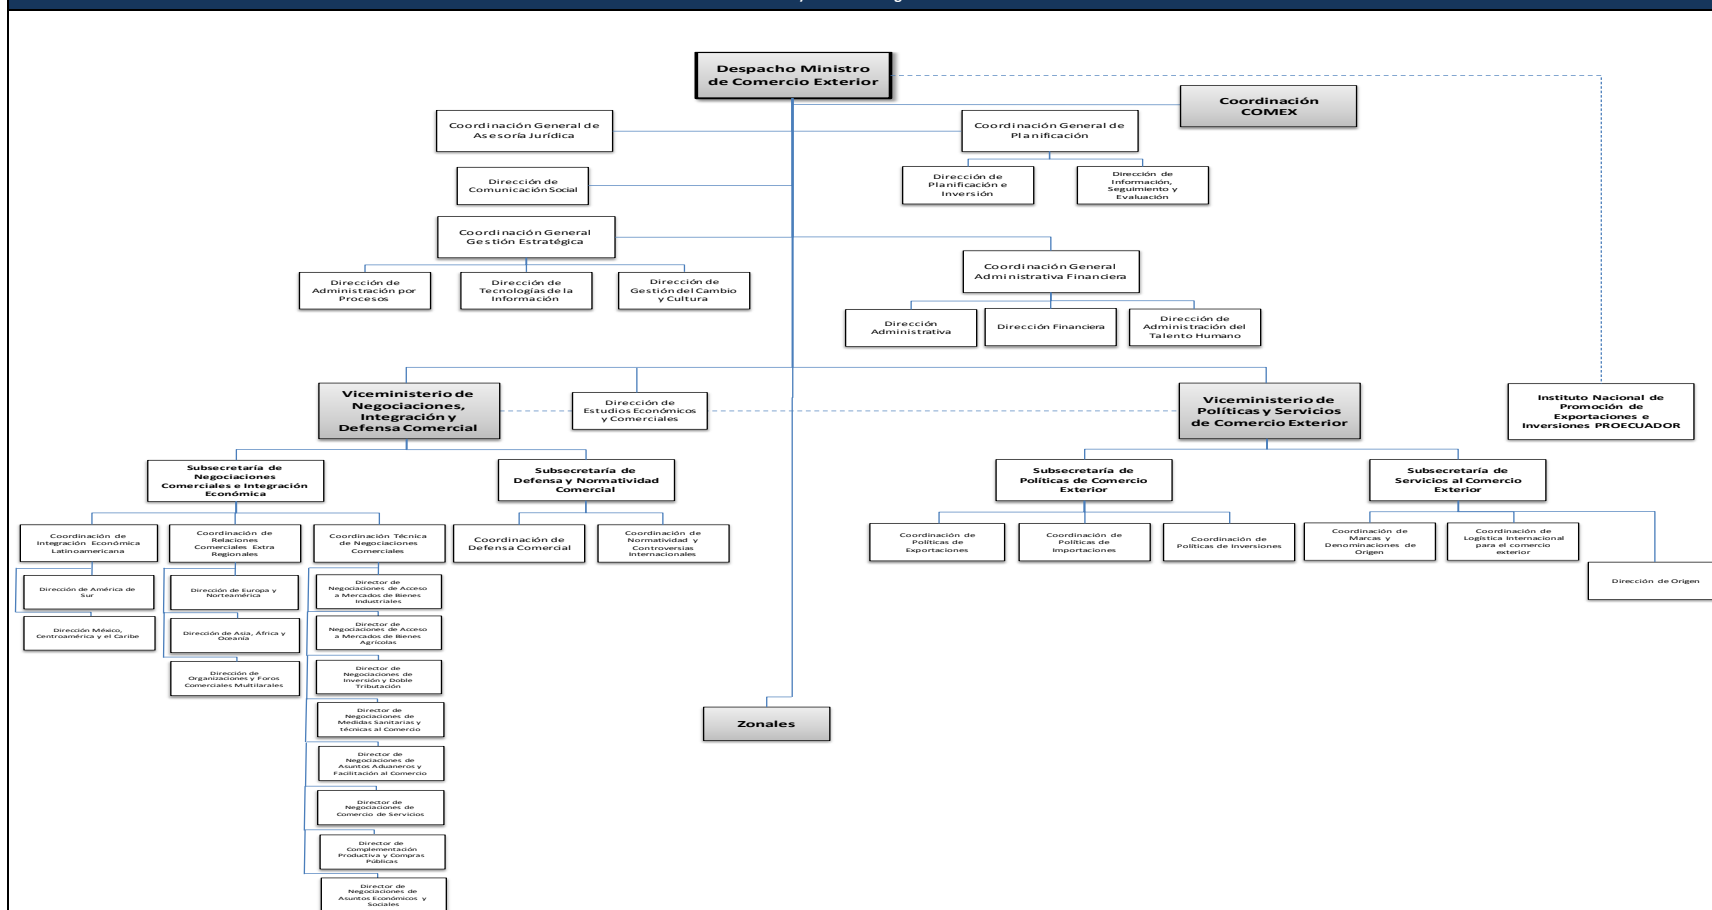 Despacho Ministro
de Comercio Exterior
Coordinación
COMEX
Coordinación General de
Asesoría Jurídica
Coordinación General de
Planificación
Dirección de
Comunicación Social
Dirección de
Planificación e
Inversión
Dirección de
Información,
Seguimiento y
Evaluación
Coordinación General
Gestión Estratégica
Coordinación General
Administrativa Financiera
Dirección de
Administración por
Procesos
Dirección de
Tecnologías de la
Información
Dirección de
Gestión del Cambio
y Cultura
Dirección
Administrativa
Dirección Financiera
Dirección de
Administración del
Talento Humano
Viceministerio de
Negociaciones,
Integración y
Defensa Comercial
Dirección de
Estudios Económicos
y Comerciales
Viceministerio de
Políticas y Servicios
de Comercio Exterior
Instituto Nacional de
Promoción de
Exportaciones e
Inversiones PROECUADOR
Subsecretaría de
Negociaciones
Comerciales e Integración
Económica
Subsecretaría de
Defensa y Normatividad
Comercial
Subsecretaría de
Políticas de Comercio
Exterior
Subsecretaría de
Servicios al Comercio
Exterior
Coordinación de
Integración Económica
Latinoamericana
Coordinación de
Relaciones
Comerciales Extra
Regionales
Coordinación Técnica
de Negociaciones
Comerciales
Coordinación de
Defensa Comercial
Coordinación de
Normatividad y
Controversias
Internacionales
Coordinación de
Políticas de
Exportaciones
Coordinación de
Políticas de
Importaciones
Coordinación de
Políticas de Inversiones
Coordinación de
Marcas y
Denominaciones de
Origen
Coordinación de
Logística Internacional
para el comercio
exterior
Dirección de Origen
Dirección de América de
Sur
Dirección México,
Centroamérica y el Caribe
Dirección de Europa y
Norteamérica
Dirección de Asia, África y
Oceanía
Dirección de
Organizaciones y Foros
Comerciales Multilarales
Director de
Negociaciones de Acceso
a Mercados de Bienes
Industriales
Director de
Negociaciones de Acceso
a Mercados de Bienes
Agrícolas
Director de
Negociaciones de
Inversión y Doble
Tributación
Director de
Negociaciones de
Medidas Sanitarias y
técnicas al Comercio
Director de
Negociaciones de
Asuntos Aduaneros y
Facilitación al Comercio
Director de
Negociaciones de
Comercio de Servicios
Director de
Complementación
Productiva y Compras
Públicas
Director de
Negociaciones de
Asuntos Económicos y
Sociales
Zonales